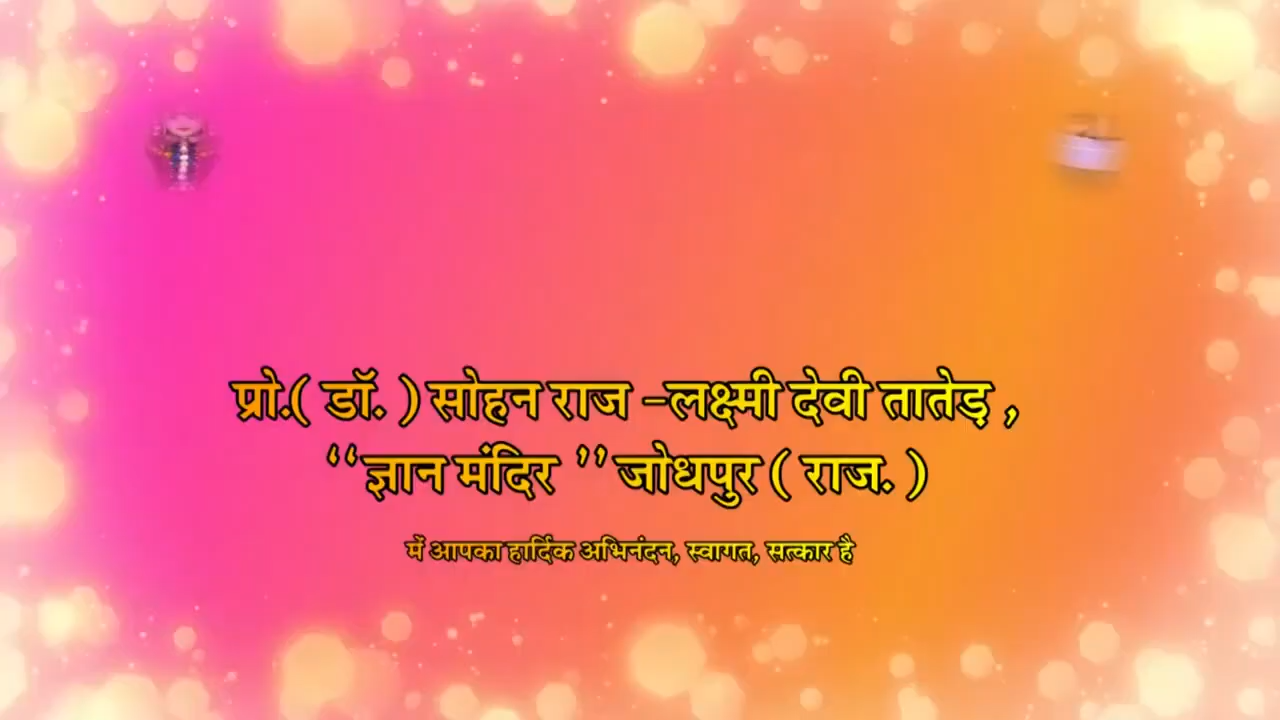 प्रो.( डॉ. ) सोहन राज -लक्ष्मी देवी तातेड़ ,
‘‘ ज्ञान मंदिर ’’ जोधपुर ( राज. )
में आपका हार्दिक अभिनंदन, स्वागत, सत्कार है